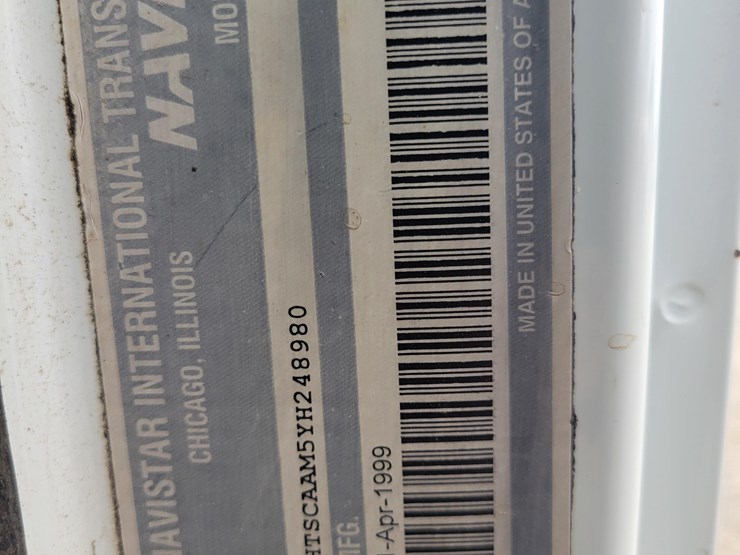 NAVISTAR INTERNATIONAL TRANS
NAV
CHICAGO, ILLINOIS
MO
HTSCAAM5YH248980
MFG.
-Apr-1999
MADE IN UNITED STATES OF A